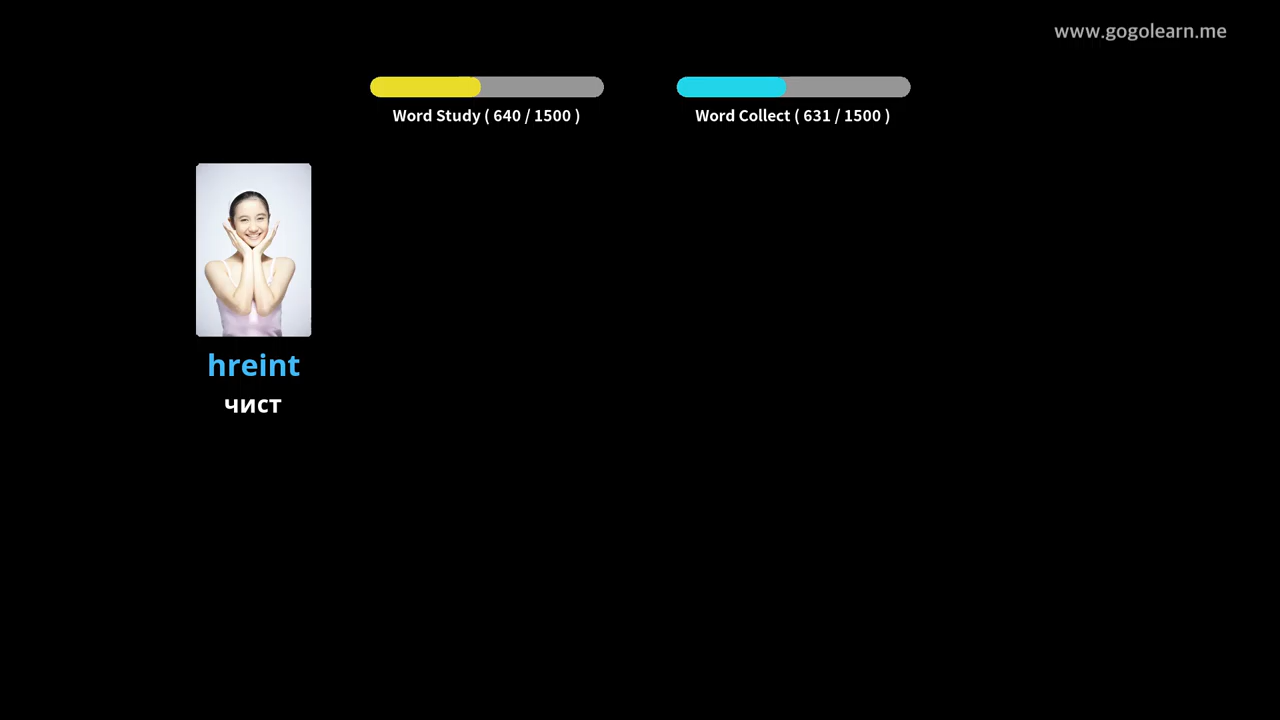 www.gogolearn.me
Word Study ( 640 / 1500 )
Word Collect ( 631 / 1500 )
hreint
чист